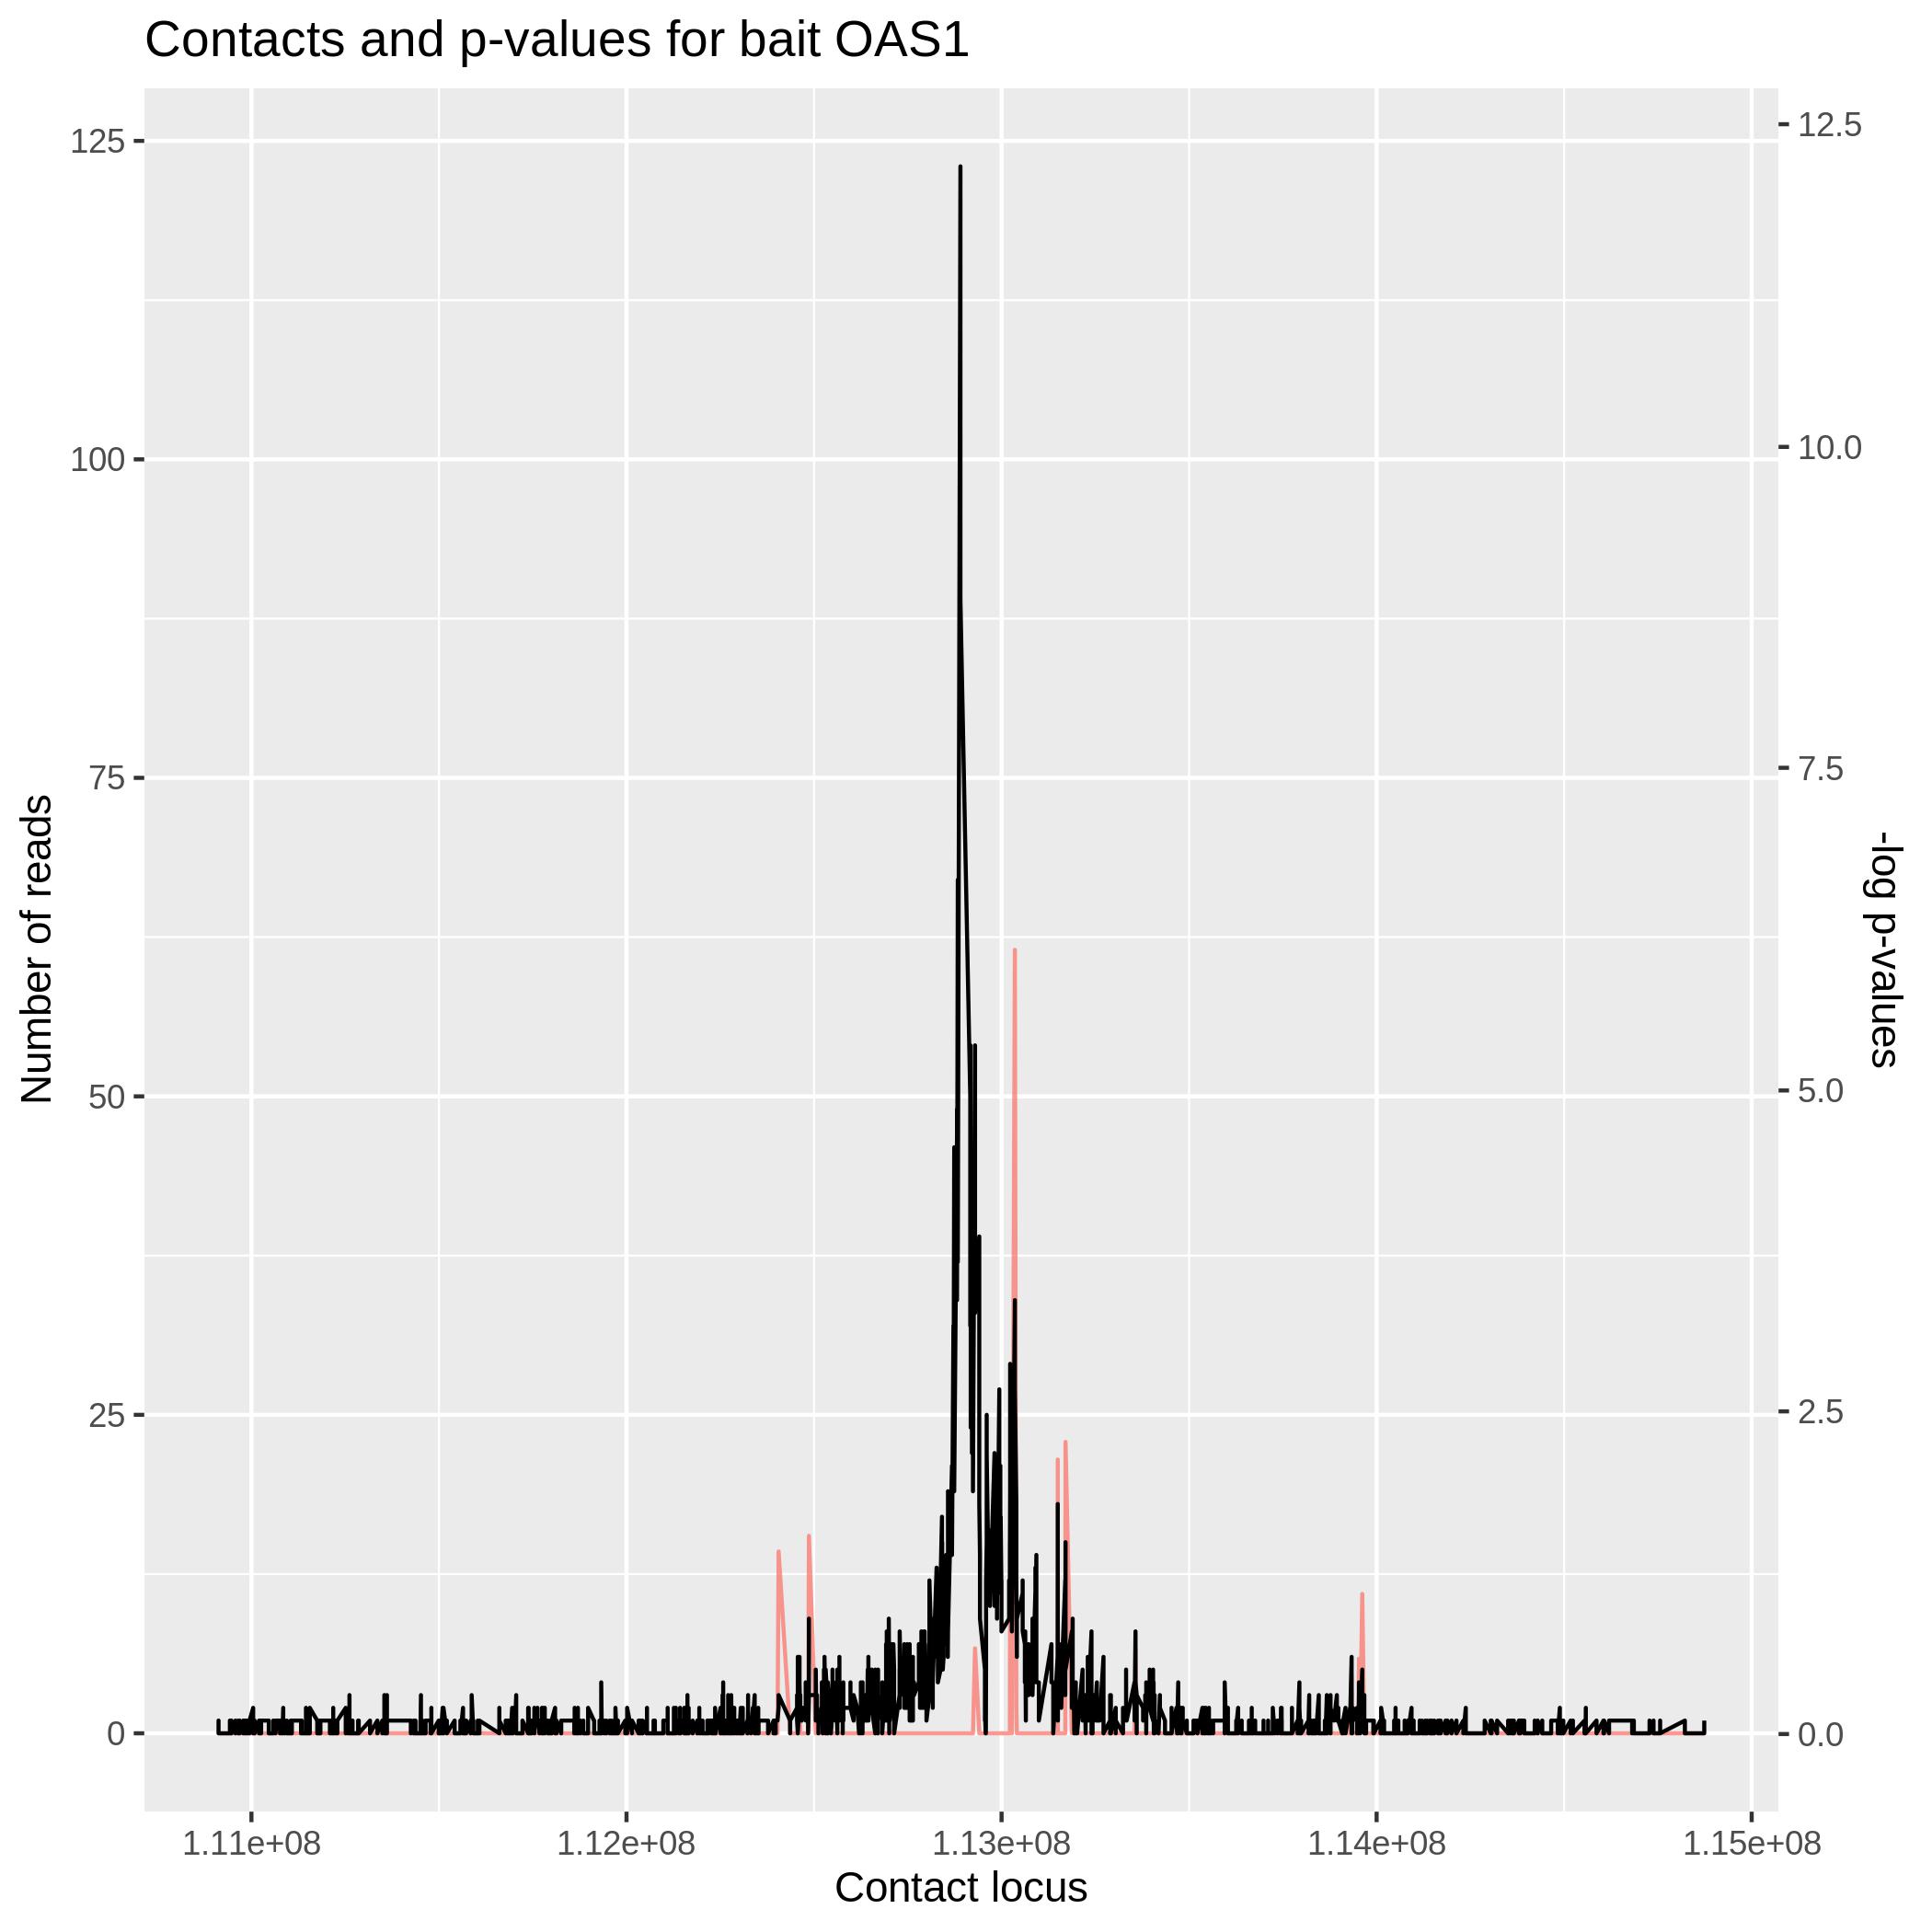 Contacts and p-values for bait OAS1
125
100
75
50
25
0
Number of reads
12.5
10.0
7.5
5.0
2.5
0.0
-log p-values
1.11e+08 1.12e+08 1.13e+08 1.14e+08 1.15e+08
Contact locus